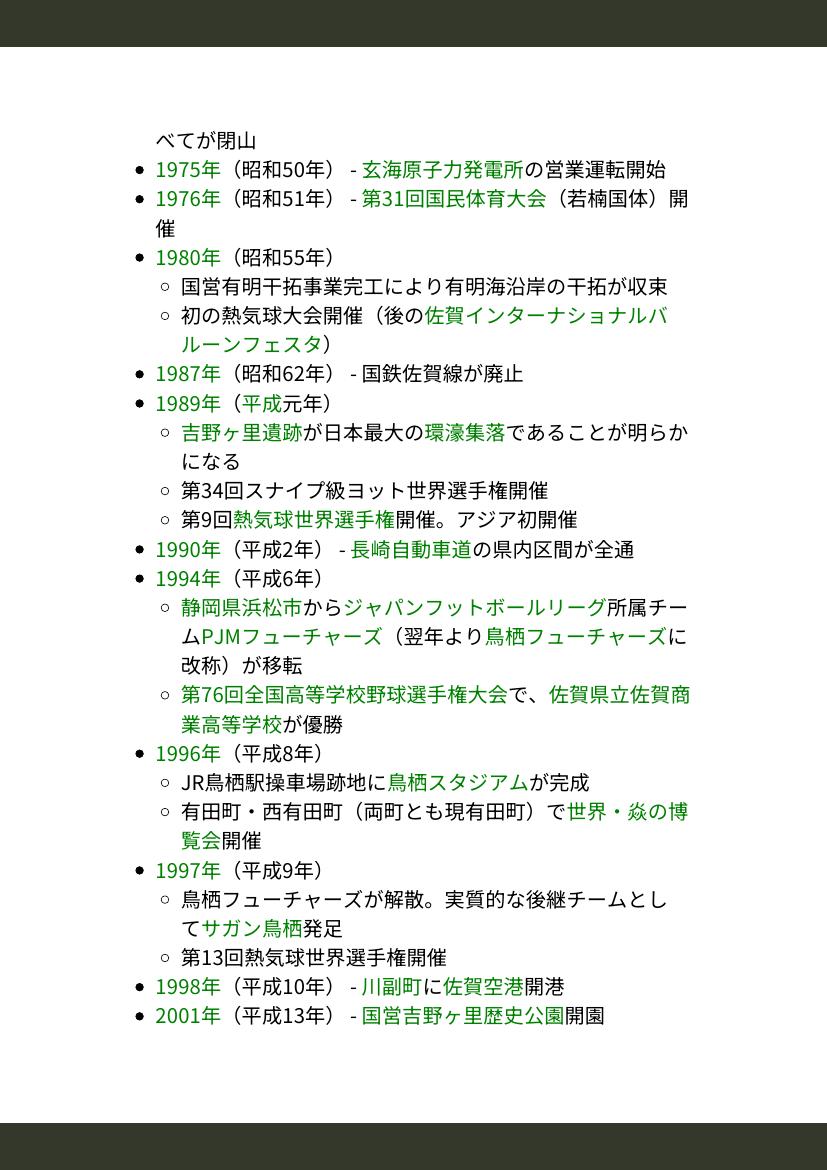 べてが閉山
• 1975年（昭和50年） - 玄海原子力発電所の営業運転開始
• 1976年（昭和51年） - 第31回国民体育大会（若楠国体）開
催
• 1980年（昭和55年）
◦ 国営有明干拓事業完工により有明海沿岸の干拓が収束
◦ 初の熱気球大会開催（後の佐賀インターナショナルバ
ルーンフェスタ）
• 1987年（昭和62年） - 国鉄佐賀線が廃止
• 1989年（平成元年）
◦ 吉野ヶ里遺跡が日本最大の環濠集落であることが明らか
になる
◦ 第34回スナイプ級ヨット世界選手権開催
◦ 第9回熱気球世界選手権開催。アジア初開催
• 1990年（平成2年） - 長崎自動車道の県内区間が全通
• 1994年（平成6年）
◦ 静岡県浜松市からジャパンフットボールリーグ所属チー
ムPJMフューチャーズ（翌年より鳥栖フューチャーズに
改称）が移転
◦ 第76回全国高等学校野球選手権大会で、佐賀県立佐賀商
業高等学校が優勝
• 1996年（平成8年）
◦ JR鳥栖駅操車場跡地に鳥栖スタジアムが完成
◦ 有田町・西有田町（両町とも現有田町）で世界・焱の博
覧会開催
• 1997年（平成9年）
◦ 鳥栖フューチャーズが解散。実質的な後継チームとし
てサガン鳥栖発足
◦ 第13回熱気球世界選手権開催
• 1998年（平成10年） - 川副町に佐賀空港開港
• 2001年（平成13年） - 国営吉野ヶ里歴史公園開園